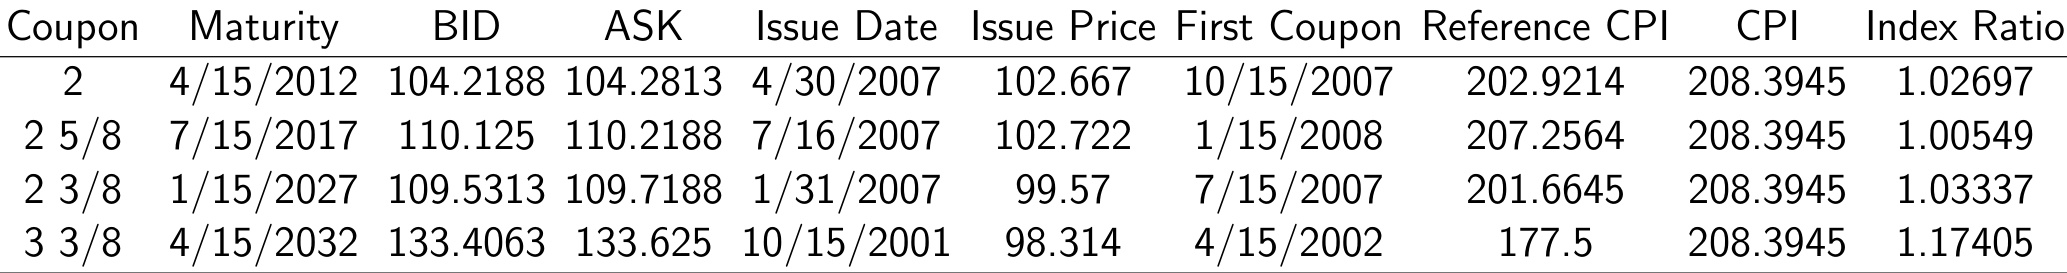 Coupon Maturity BID ASK Issue Date Issue Price First Coupon Reference CPI CPI Index Ratio
2 4/15/2012 104.2188 104.2813 4/30/2007 102.667 10/15/2007 202.9214 208.3945 1.02697
2 5/8 7/15/2017 110.125 110.2188 7/16/2007 102.722 1/15/2008 207.2564 208.3945 1.00549
2 3/8 1/15/2027 109.5313 109.7188 1/31/2007 99.57 7/15/2007 201.6645 208.3945 1.03337
3 3/8 4/15/2032 133.4063 133.625 10/15/2001 98.314 4/15/2002 177.5 208.3945 1.17405